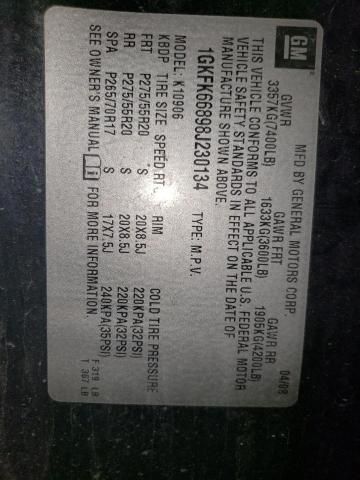 GM
MFD BY GENERAL MOTORS CORP. 04/08
GVWR GAWR FRT GAWR RR
3357KG(7400LB) 1633KG(3600LB) 1905KG(4200LB)
THIS VEHICLE CONFORMS TO ALL APPLICABLE U.S. FEDERAL MOTOR
VEHICLE SAFETY STANDARDS IN EFFECT ON THE DATE OF
MANUFACTURE SHOWN ABOVE.
1GKFK66898J230134 TYPE: M.P.V.
MODEL: K10906
KBDP TIRE SIZE SPEED RT RIM COLD TIRE PRESSURE
FRT P275/55R20 S 20X8.5J 220KPA(32PSI)
RR P275/55R20 S 20X8.5J 220KPA(32PSI)
SPA P265/70R17 S 17X7.5J 240KPA(35PSI)
SEE OWNER'S MANUAL i FOR MORE INFORMATION.
F 319 LB
T 367 LB